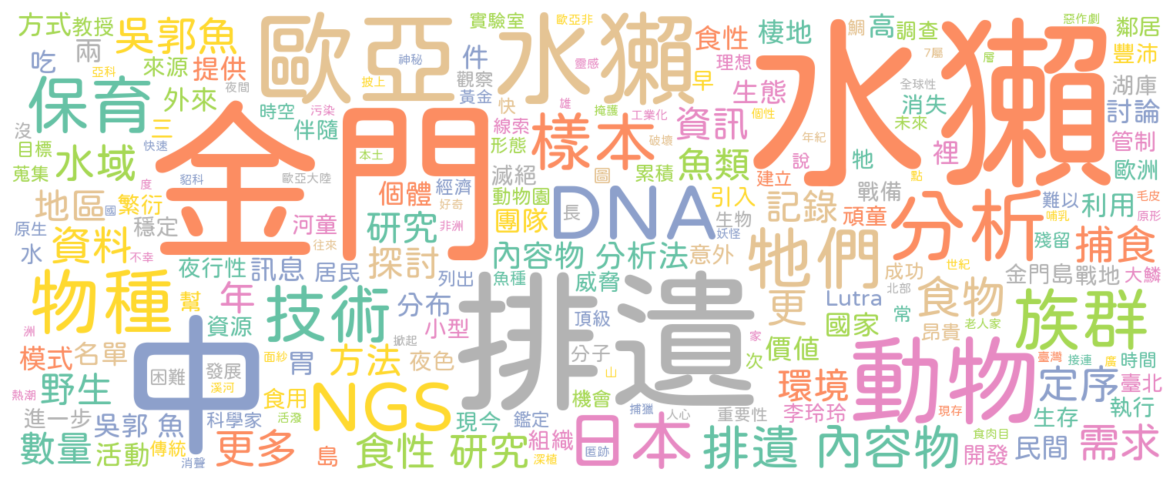 方式 教授 吳郭魚 歐亞 水獺 實驗室 歐亞非 食性 棲地 鯛 高 調查 惡作劇 鄰居
吃 兩 來源 提供 神秘 件 靈感 早 理想 7屬 層 豐沛
亞科 夜間 披上 觀察 黃金 生態 全球性 湖庫
保育 外來 時空 污染 快 雄 掩護 工業化 個性 消失 未來 討論
沒 三 伴隨 金門 線索 樣本 資訊 水獺 年紀 管制
目標 快速 本土 形態 破壞 說 牠 裡 歐洲
蒐集 水域 貂科 歐亞大陸 滅絕 圖 累積 魚類 建立 點
度 個體 經濟 動物園 引入 戰備 難以 利用 毛皮
地區 繁衍 國 好奇 非洲 團隊 長 DNA 生物 記錄 頑童 分析 哺乳 原形
原生 穩定 河童 研究 妖怪 殘留 捕食
水 資料 不幸 往來 探討 內容物 分析法 意外 牠們 成功 世紀 金門島 戰地 大鱗
夜行性 訊息 居民 列出 魚種 威脅 北部
物種 年 幫 技術 分布 排遺 頂級 更 Lutra 常 食物 族群
洲 資源 小型 國家 昂貴 老人家
模式 名單 中 面紗 胃 方法 掀起 夜色 分子 家 次 價值 動物 臺灣 接連 廣 時間
熱潮 野生 困難 發展 溪河 食用 NGS 山 機會 環境 定序 臺北
進一步 吳郭 魚 科學家 活潑 現今 鑑定 捕獵 人心 重要性 李玲玲 現存 生存 執行
數量 活動 傳統 消聲 更多 島 食性 研究 組織 深植 日本 匿跡 排遺 內容物 食肉目 開發 民間 需求